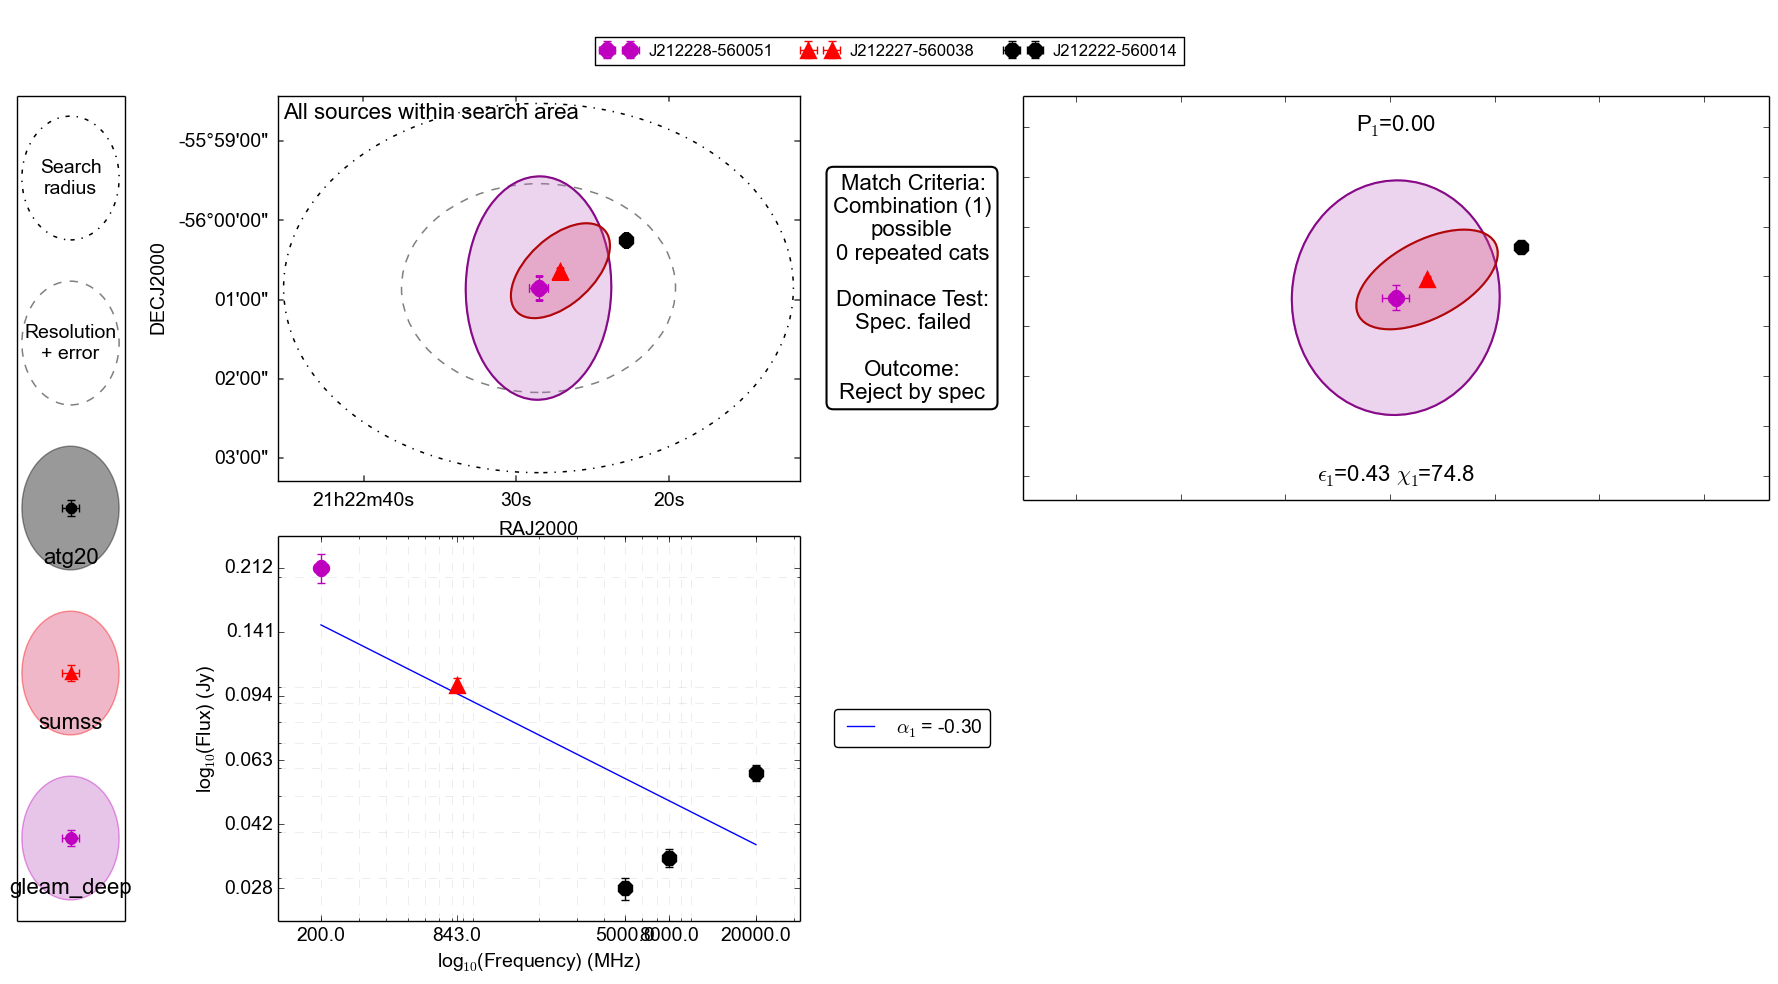 J212228-560051 J212227-560038 J212222-560014
Search
radius
Resolution
+ error
atg20
sumss
gleam_deep
All sources within search area
DECJ2000
-55°59'00"
-56°00'00"
01'00"
02'00"
03'00"
21h22m40s 30s 20s
RAJ2000
Match Criteria:
Combination (1)
possible
0 repeated cats
Dominace Test:
Spec. failed
Outcome:
Reject by spec
P₁=0.00
ϵ₁=0.43 χ₁=74.8
log₁₀(Flux) (Jy)
0.212
0.141
0.094
0.063
0.042
0.028
200.0 843.0 5000.0 8000.0 20000.0
log₁₀(Frequency) (MHz)
α₁ = -0.30